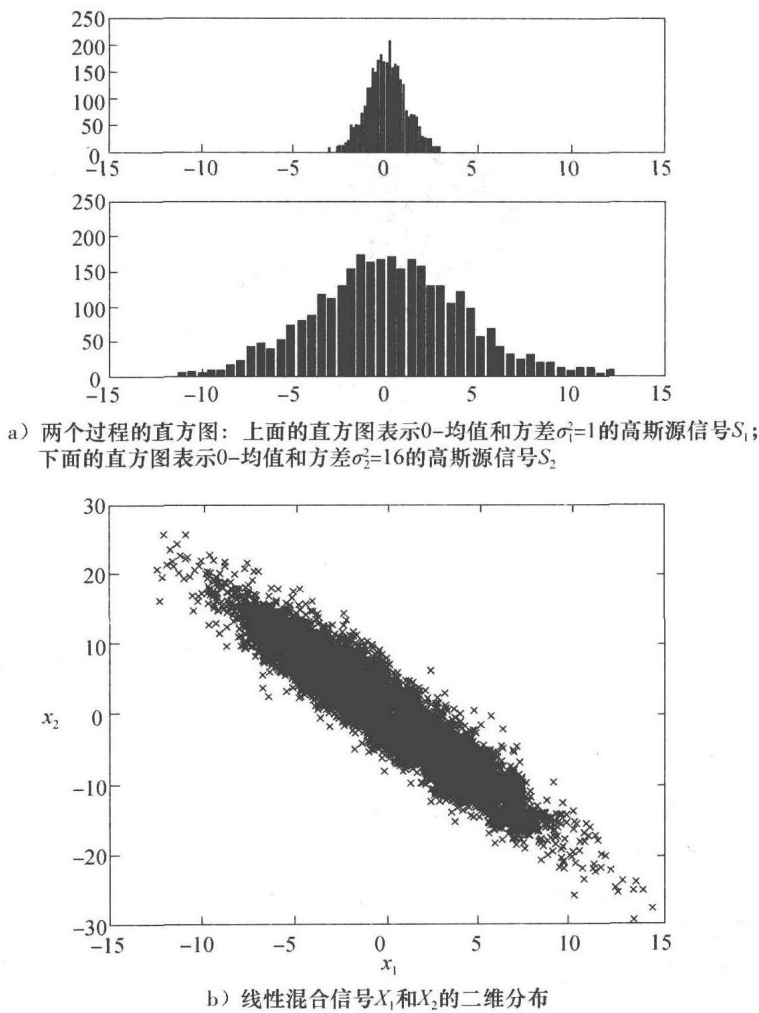 250
200
150
100
50
0
-15 -10 -5 0 5 10 15
250
200
150
100
50
0
-15 -10 -5 0 5 10 15
a）两个过程的直方图：上面的直方图表示0-均值和方差σ₁²=1的高斯源信号S₁；
下面的直方图表示0-均值和方差σ₂²=16的高斯源信号S₂
30
20
10
x₂ 0
-10
-20
-30
-15 -10 -5 0 5 10 15
x₁
b）线性混合信号X₁和X₂的二维分布